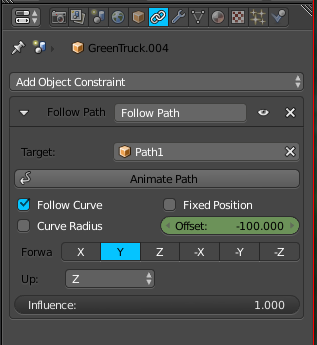 GreenTruck.004
Add Object Constraint
Follow Path Follow Path
Target: Path1
Animate Path
Follow Curve Fixed Position
Curve Radius Offset: -100.000
Forwa X Y Z -X -Y -Z
Up: Z
Influence: 1.000